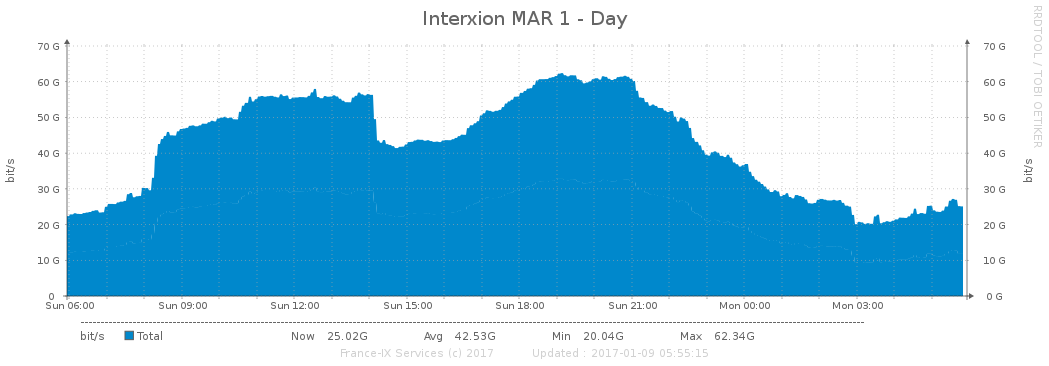 Interxion MAR 1 - Day
RRDTOOL / TOBI OETIKER
70 G 70 G
60 G 60 G
50 G 50 G
40 G 40 G
30 G 30 G
20 G 20 G
10 G 10 G
0 0 G
bit/s bit/s
Sun 06:00 Sun 09:00 Sun 12:00 Sun 15:00 Sun 18:00 Sun 21:00 Mon 00:00 Mon 03:00
bit/s Total Now 25.02G Avg 42.53G Min 20.04G Max 62.34G
France-IX Services (c) 2017 Updated : 2017-01-09 05:55:15